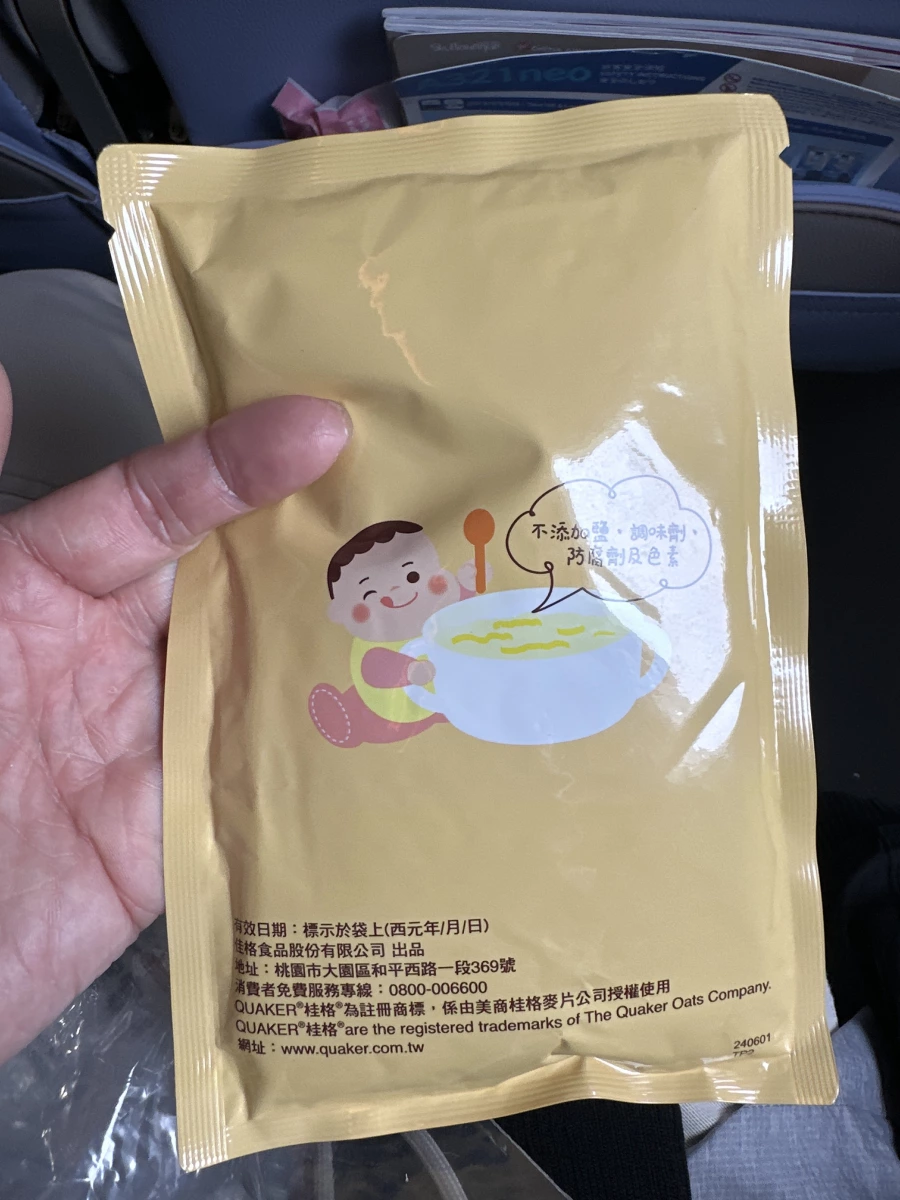 321neo
不添加鹽、調味劑、
防腐劑及色素
有效日期：標示於袋上(西元年/月/日)
佳格食品股份有限公司 出品
地址：桃園市大園區和平西路一段369號
消費者免費服務專線：0800-006600
QUAKER®桂格®為註冊商標，係由美商桂格麥片公司授權使用
QUAKER®桂格®are the registered trademarks of The Quaker Oats Company.
網址：www.quaker.com.tw
240601